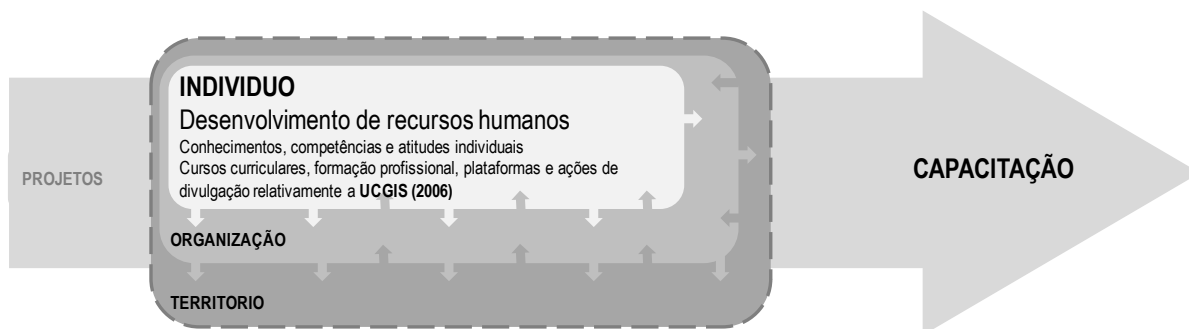 INDIVIDUO
Desenvolvimento de recursos humanos
Conhecimentos, competências e atitudes individuais
Cursos curriculares, formação profissional, plataformas e ações de
divulgação relativamente a UCGIS (2006)
PROJETOS
CAPACITAÇÃO
ORGANIZAÇÃO
TERRITORIO